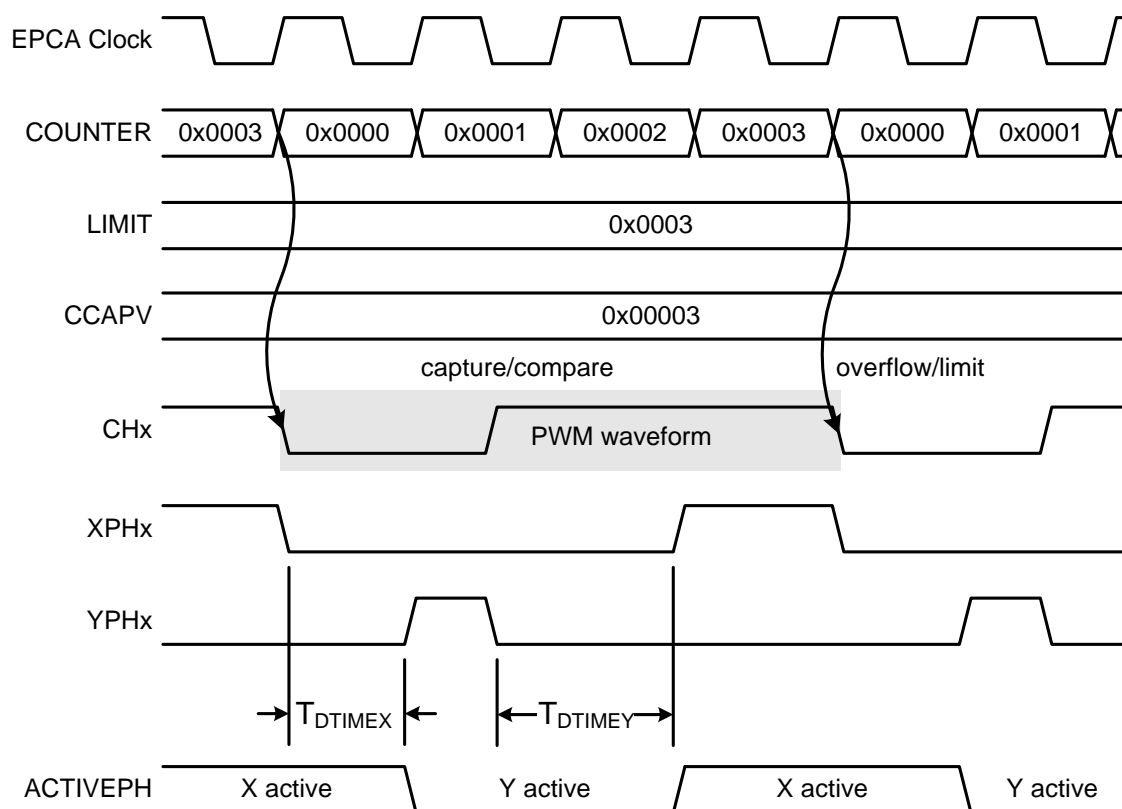 EPCA Clock
COUNTER 0x0003 0x0000 0x0001 0x0002 0x0003 0x0000 0x0001
LIMIT 0x0003
CCAPV 0x00003
capture/compare overflow/limit
CHx PWM waveform
XPHx
YPHx
TDTIMEX TDTIMEY
ACTIVEPH X active Y active X active Y active